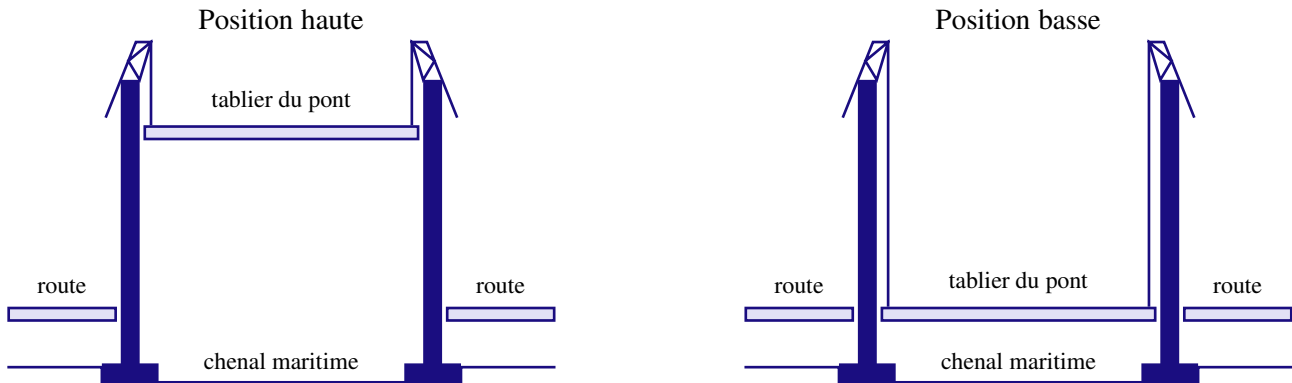 Position haute
tablier du pont
route
route
chenal maritime
Position basse
tablier du pont
route
route
chenal maritime